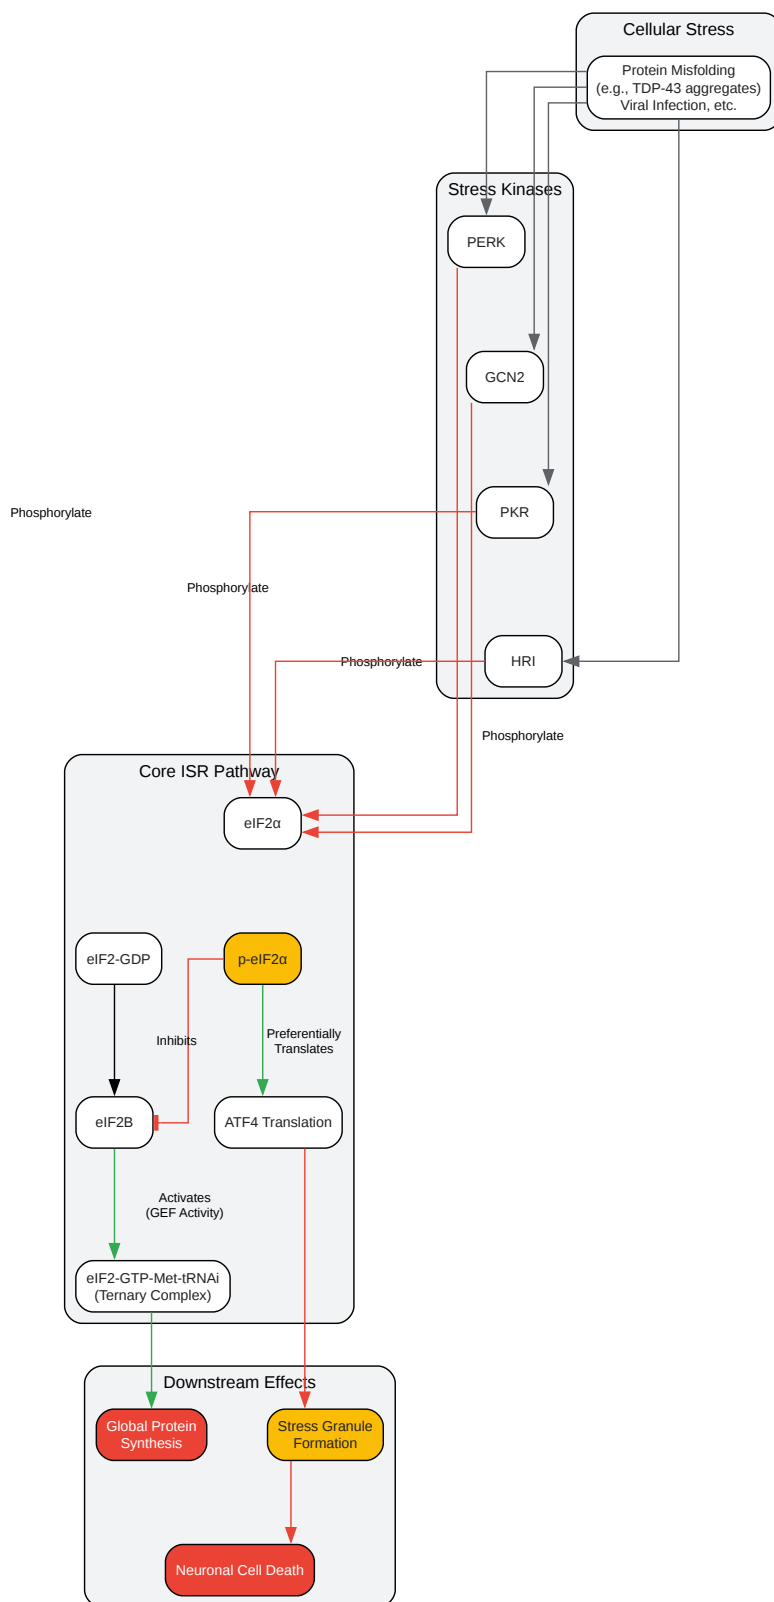 Cellular Stress
Protein Misfolding
(e.g., TDP-43 aggregates)
Viral Infection, etc.
Stress Kinases
PERK
GCN2
PKR
Phosphorylate
Phosphorylate
HRI
Phosphorylate
Phosphorylate
Core ISR Pathway
eIF2α
eIF2-GDP
p-eIF2α
Inhibits
Preferentially
Translates
eIF2B
ATF4 Translation
Activates
(GEF Activity)
eIF2-GTP-Met-tRNAi
(Ternary Complex)
Downstream Effects
Global Protein
Synthesis
Stress Granule
Formation
Neuronal Cell Death